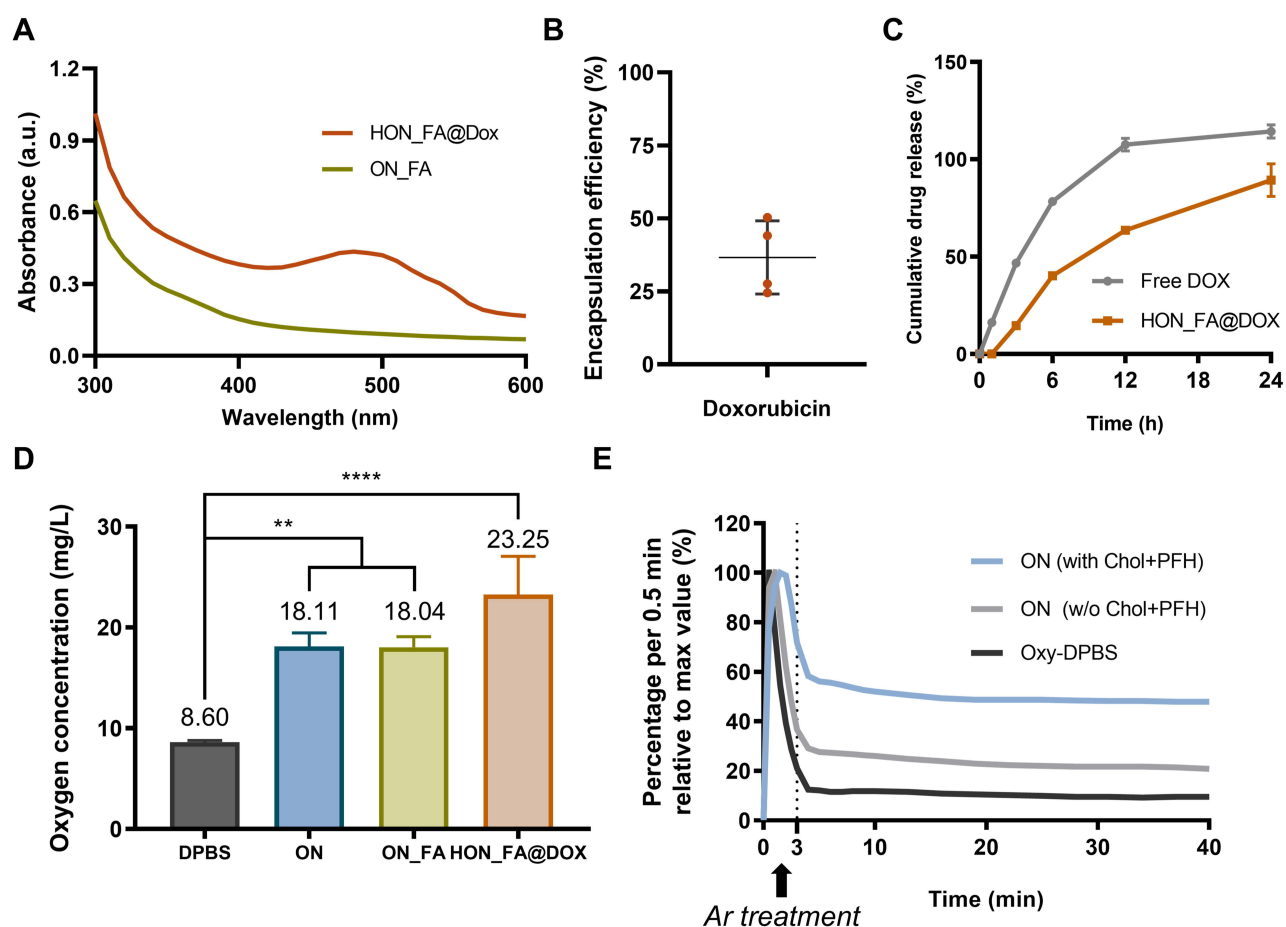 A
Absorbance (a.u.)
1.2
0.9
0.6
0.3
0.0
300
400
500
600
Wavelength (nm)
HON_FA@Dox
ON_FA
B
Encapsulation efficiency (%)
100
75
50
25
0
Doxorubicin
C
Cumulative drug release (%)
150
100
50
0
0
6
12
18
24
Time (h)
Free DOX
HON_FA@DOX
D
Oxygen concentration (mg/L)
30
20
10
0
****
**
8.60
18.11
18.04
23.25
DPBS
ON
ON_FA
HON_FA@DOX
E
Percentage per 0.5 min
relative to max value (%)
120
100
80
60
40
20
0
0
3
10
20
30
40
Time (min)
Ar treatment
ON (with Chol+PFH)
ON (w/o Chol+PFH)
Oxy-DPBS